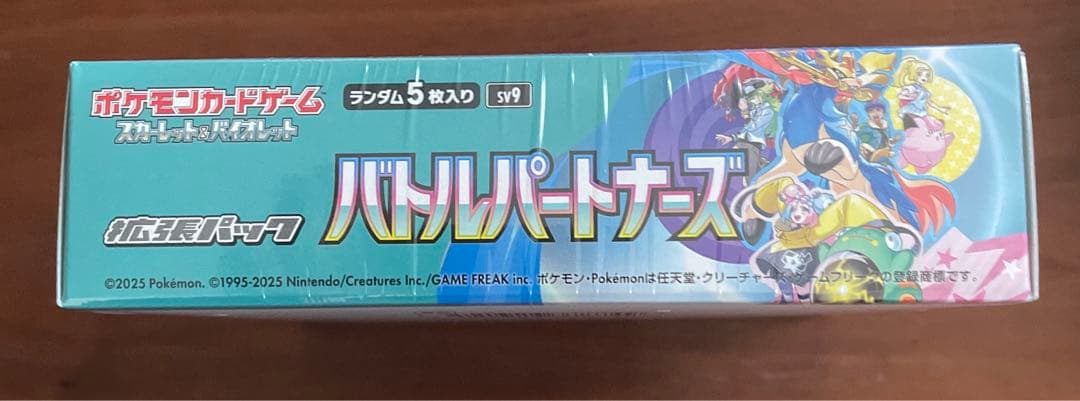 ポケモンカードゲーム
スカーレット&バイオレット
ランダム5枚入り
sv9
拡張パック
バトルパートナーズ
©2025 Pokémon. ©1995-2025 Nintendo/Creatures Inc./GAME FREAK inc. ポケモン・Pokémonは任天堂・クリーチャーズ・ゲームフリークの登録商標です。